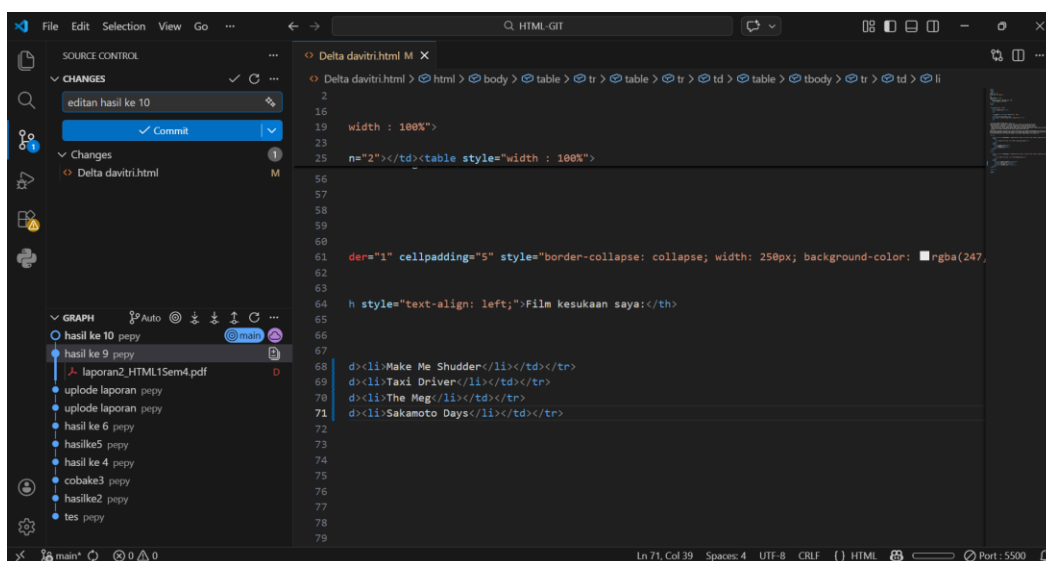 File Edit Selection View Go ··· HTML-GIT
SOURCE CONTROL ···
CHANGES
editan hasil ke 10
Commit
Changes 1
Delta davitri.html M
GRAPH Auto ···
hasil ke 10 pepy main
hasil ke 9 pepy
laporan2_HTML1Sem4.pdf D
uplode laporan pepy
uplode laporan pepy
hasil ke 6 pepy
hasilke5 pepy
hasil ke 4 pepy
cobake3 pepy
hasilke2 pepy
tes pepy
1
Delta davitri.html M ···
Delta davitri.html > html > body > table > tr > table > tr > td > table > tbody > tr > td > li
2
16
19 width : 100%">
23
25 n="2"></td><table style="width : 100%">
56
57
58
59
60
61 der="1" cellpadding="5" style="border-collapse: collapse; width: 250px; background-color: rgba(247,
62
63
64 h style="text-align: left;">Film kesukaan saya:</th>
65
66
67
68 d><li>Make Me Shudder</li></td></tr>
69 d><li>Taxi Driver</li></td></tr>
70 d><li>The Meg</li></td></tr>
71 d><li>Sakamoto Days</li></td></tr>
72
73
74
75
76
77
78
79
main* 0 0 Ln 71, Col 39 Spaces: 4 UTF-8 CRLF {} HTML Port : 5500